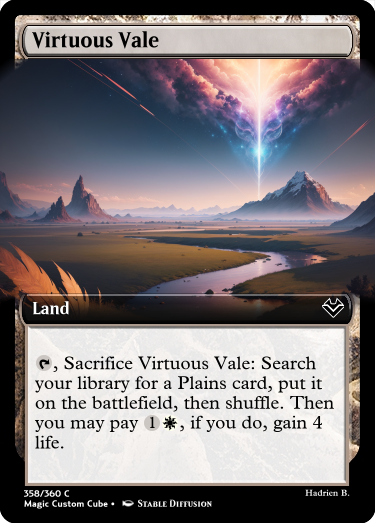 Virtuous Vale
Land
, Sacrifice Virtuous Vale: Search
your library for a Plains card, put it
on the battlefield, then shuffle. Then
you may pay 1 , if you do, gain 4
life.
358/360 C
Hadrien B.
Magic Custom Cube • Stable Diffusion